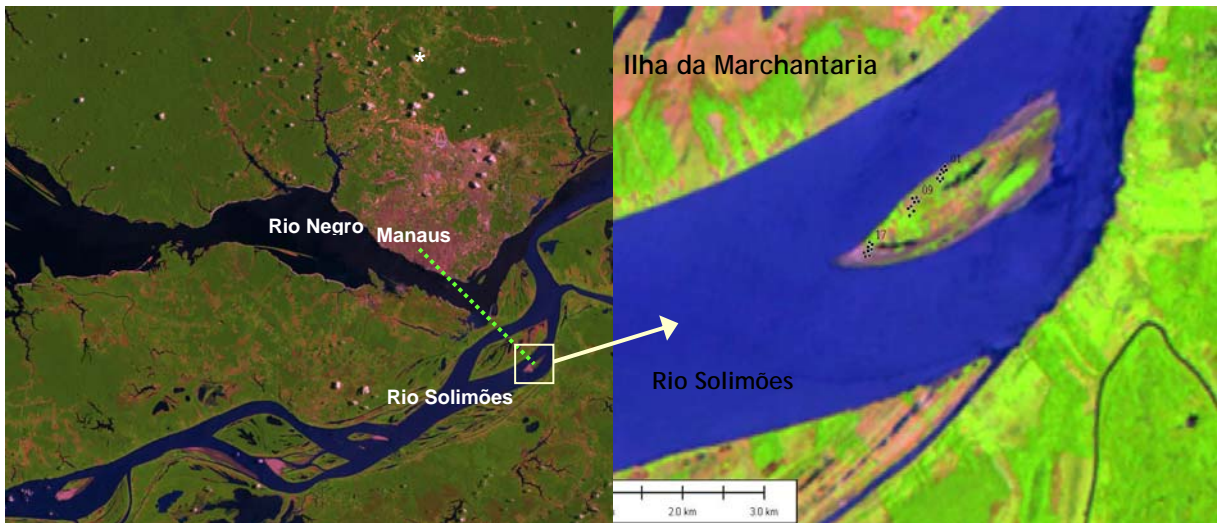 *
Rio Negro
Manaus
Rio Solimões
Ilha da Marchantaria
01
09
17
Rio Solimões
2.0 km
3.0 km